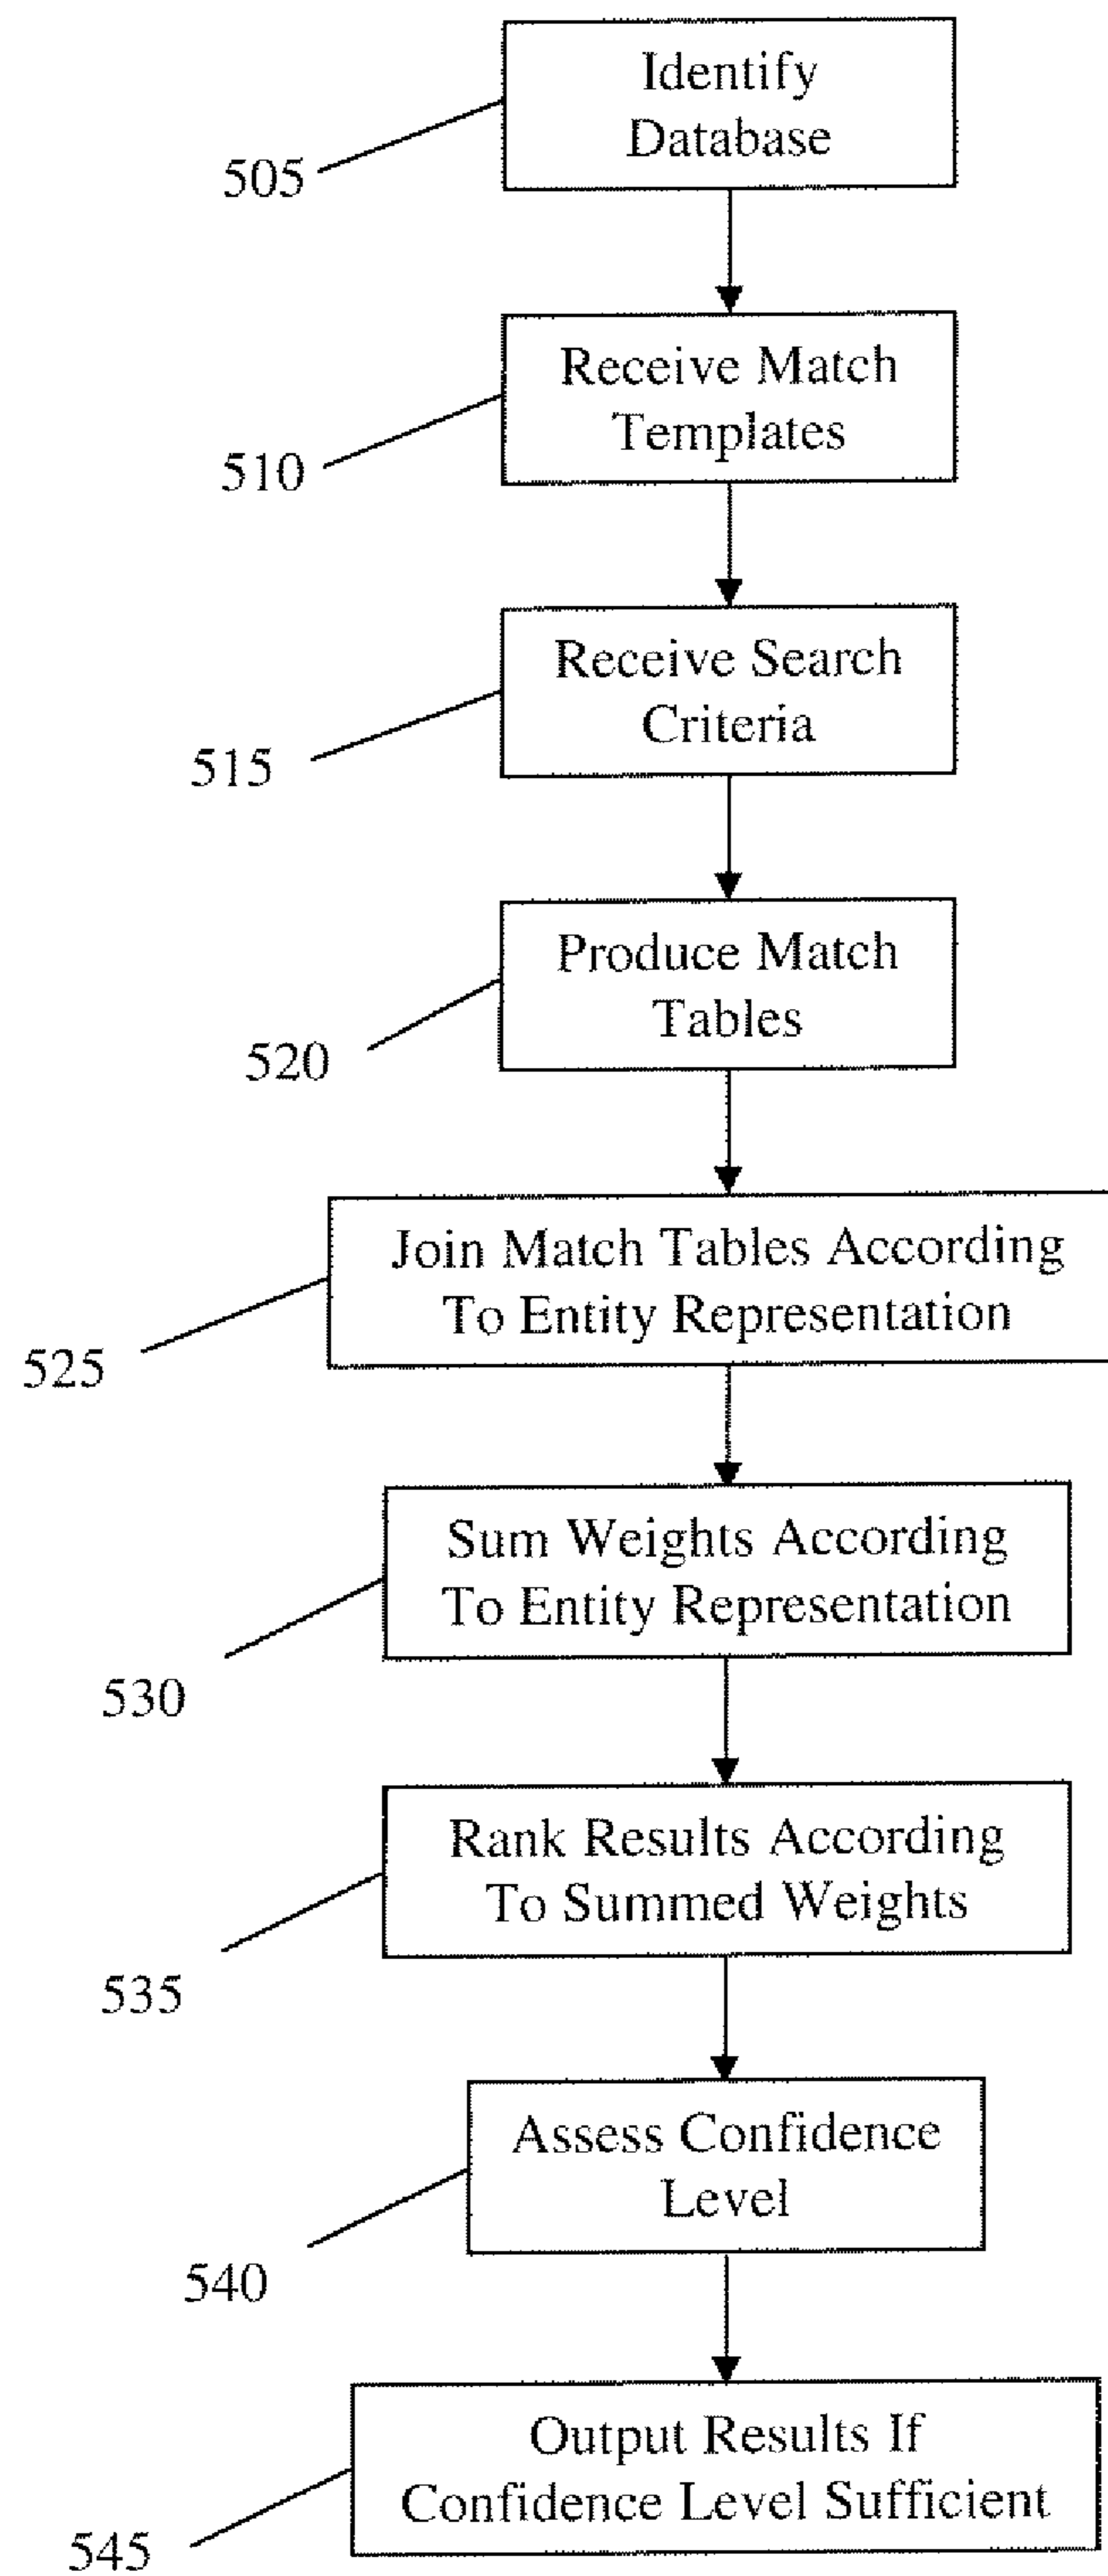 Identify
Database
505
Receive Match
Templates
510
Receive Search
Criteria
515
Produce Match
Tables
520
Join Match Tables According
To Entity Representation
525
Sum Weights According
To Entity Representation
530
Rank Results According
To Summed Weights
535
Assess Confidence
Level
540
Output Results If
Confidence Level Sufficient
545